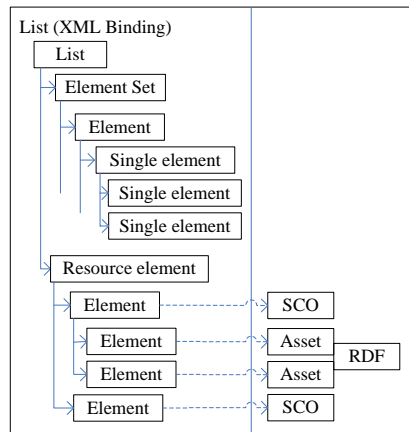 List (XML Binding)
List
Element Set
Element
Single element
Single element
Single element
Resource element
Element
SCO
Element
Asset
RDF
Element
Asset
Element
SCO